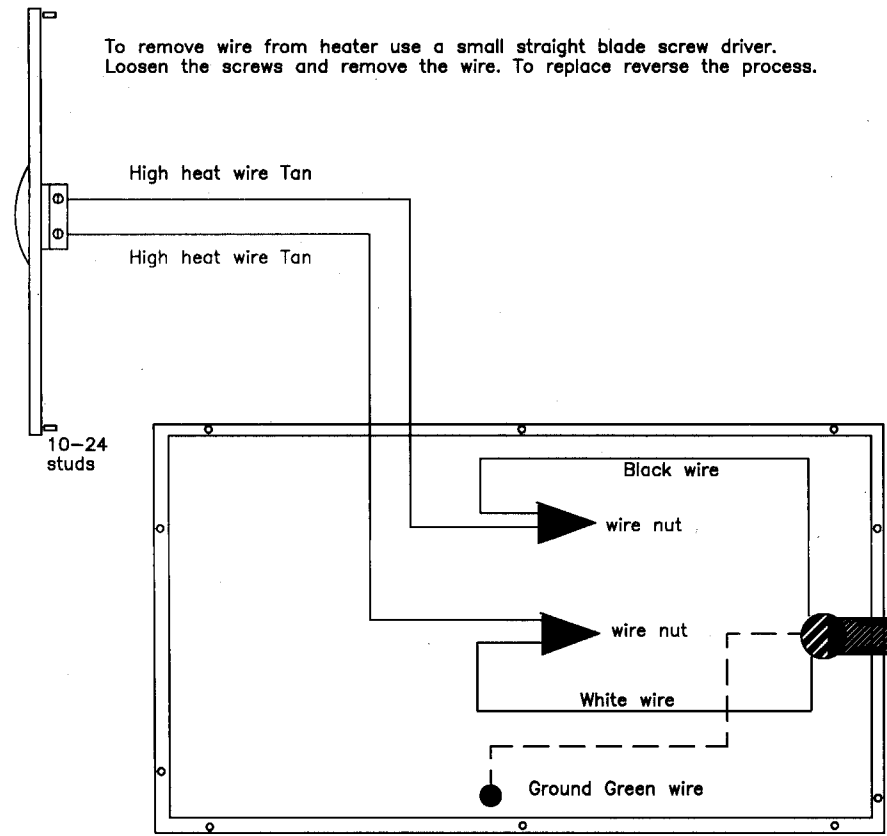 To remove wire from heater use a small straight blade screw driver.
Loosen the screws and remove the wire. To replace reverse the process.
High heat wire Tan
High heat wire Tan
10-24
studs
Black wire
wire nut
wire nut
White wire
Ground Green wire